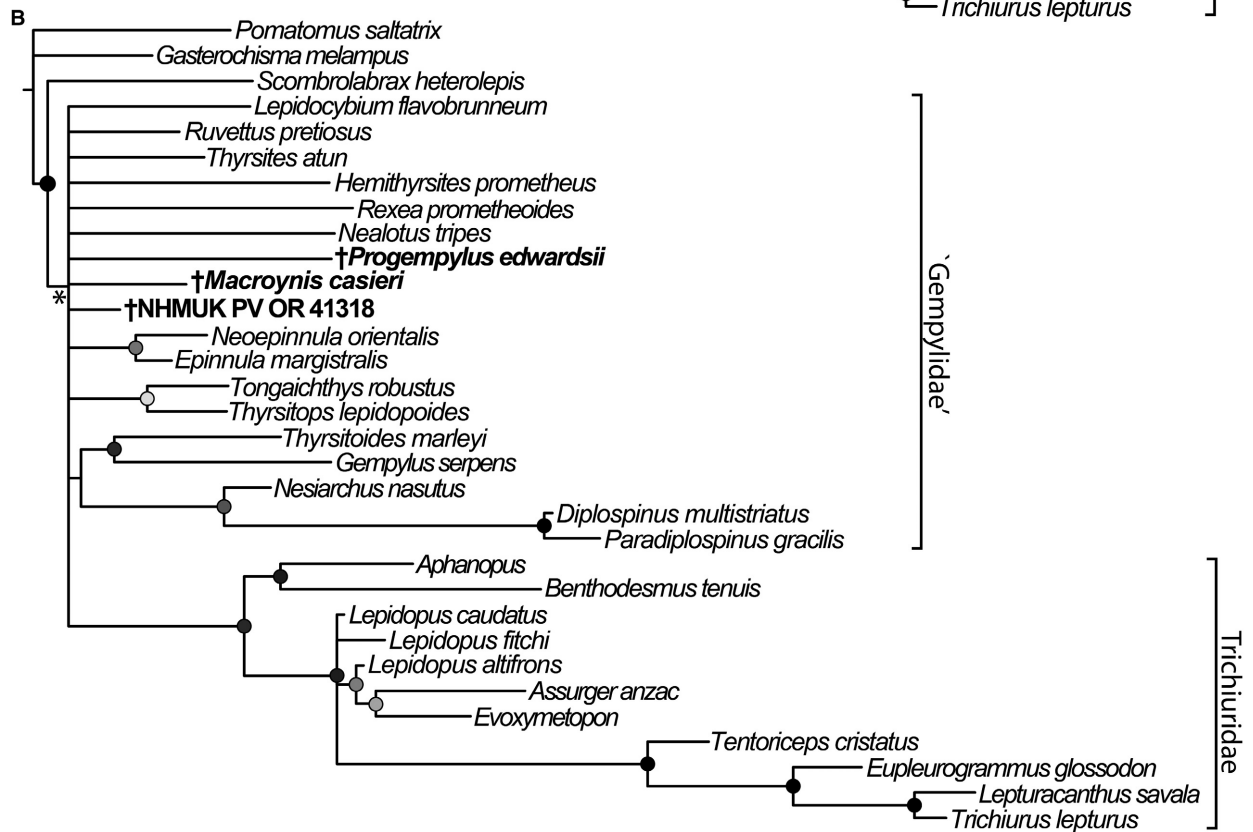 B
Trichiurus lepturus
Pomatomus saltatrix
Gasterochisma melampus
Scombrolabrax heterolepis
Lepidocybium flavobrunneum
Ruvettus pretiosus
Thyrsites atun
Hemithyrsites prometheus
Rexea prometheoides
Nealotus tripes
†Progempylus edwardsii
†Macroynis casieri
*
†NHMUK PV OR 41318
Neoepinnula orientalis
Epinnula margistralis
Tongaichthys robustus
Thyrsitops lepidopoides
Thyrsitoides marleyi
Gempylus serpens
Nesiarchus nasutus
Diplospinus multistriatus
Paradiplospinus gracilis
`Gempylidae’
Aphanopus
Benthodesmus tenuis
Lepidopus caudatus
Lepidopus fitchi
Lepidopus altifrons
Assurger anzac
Evoxymetopon
Tentoriceps cristatus
Eupleurogrammus glossodon
Lepturacanthus savala
Trichiurus lepturus
Trichiuridae